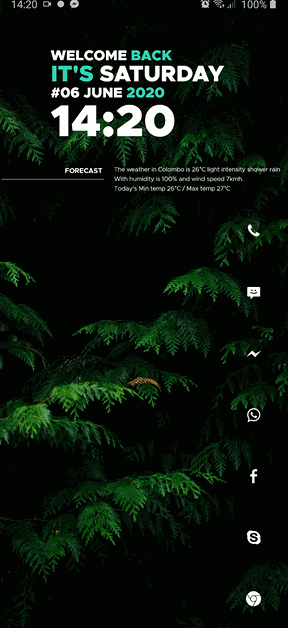 14:20
100%
WELCOME BACK
IT'S SATURDAY
#06 JUNE 2020
14:20
FORECAST
The weather in Colombo is 26°C light intensity shower rain
With humidity is 100% and wind speed 7kmh.
Today's Min temp 26°C / Max temp 27°C